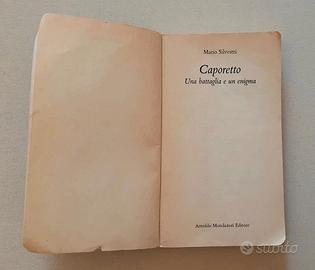 Mario Silvestri
Caporetto
Una battaglia e un enigma
Arnoldo Mondadori Editore
subito